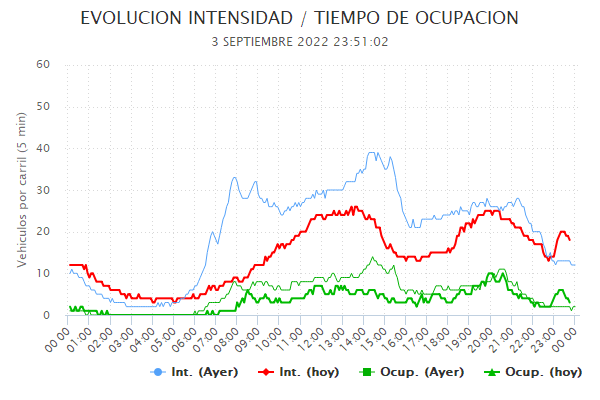 EVOLUCION INTENSIDAD / TIEMPO DE OCUPACION
3 SEPTIEMBRE 2022 23:51:02
Vehiculos por carril (5 min)
60
50
40
30
20
10
0
00:00 01:00 02:00 03:00 04:00 05:00 06:00 07:00 08:00 09:00 10:00 11:00 12:00 13:00 14:00 15:00 16:00 17:00 18:00 19:00 20:00 21:00 22:00 23:00 00:00
Int. (Ayer) Int. (hoy) Ocup. (Ayer) Ocup. (hoy)